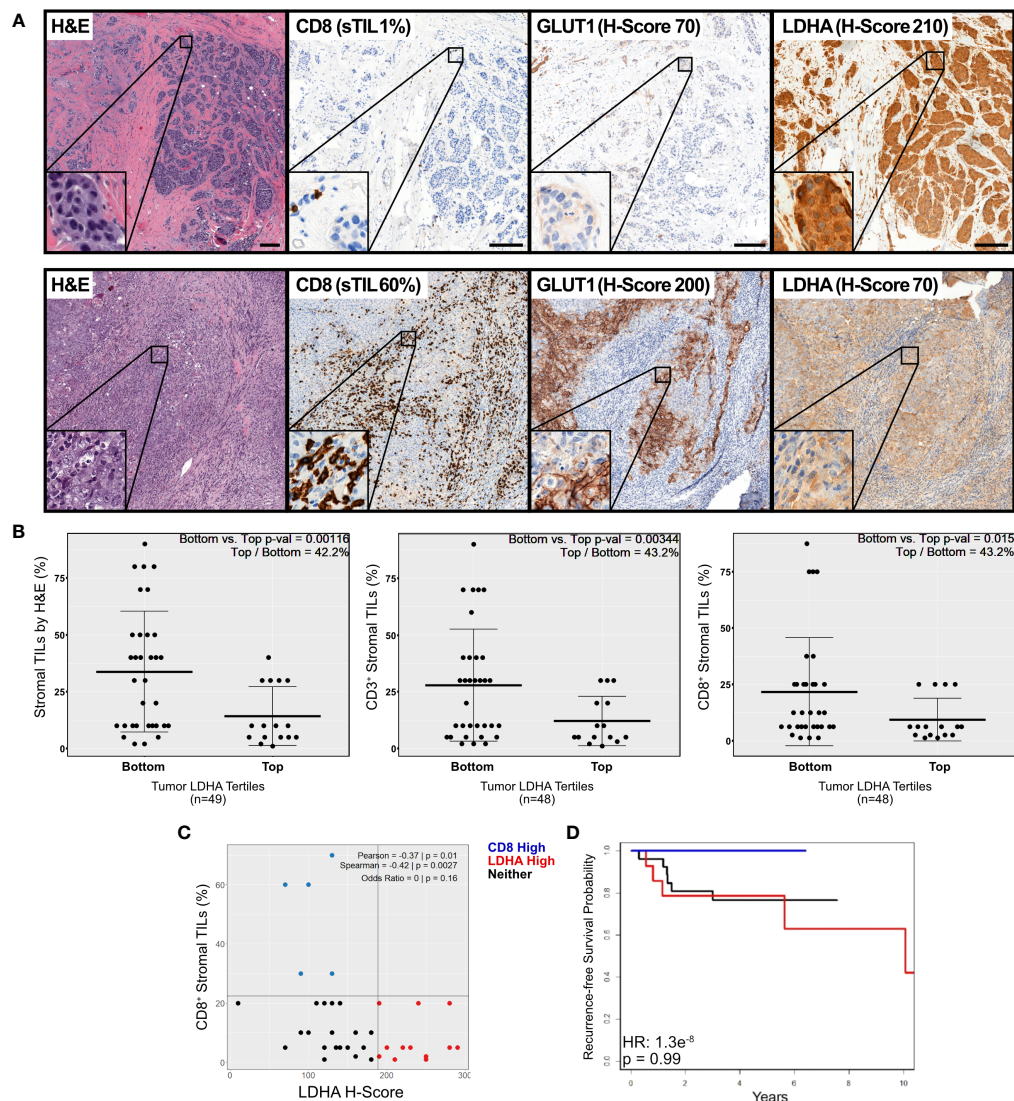 A
H&E
CD8 (sTIL 1%)
GLUT1 (H-Score 70)
LDHA (H-Score 210)
H&E
CD8 (sTIL 60%)
GLUT1 (H-Score 200)
LDHA (H-Score 70)
B
Bottom vs. Top p-val = 0.00116
Top / Bottom = 42.2%
Stromal TILs by H&E (%)
75
50
25
0
Bottom Top
Tumor LDHA Tertiles
(n=49)
Bottom vs. Top p-val = 0.00344
Top / Bottom = 43.2%
CD3⁺ Stromal TILs (%)
75
50
25
0
Bottom Top
Tumor LDHA Tertiles
(n=48)
Bottom vs. Top p-val = 0.015
Top / Bottom = 43.2%
CD8⁺ Stromal TILs (%)
75
50
25
0
Bottom Top
Tumor LDHA Tertiles
(n=48)
C
Pearson = -0.37 | p = 0.01
Spearman = -0.42 | p = 0.0027
Odds Ratio = 0 | p = 0.16
CD8⁺ Stromal TILs (%)
60
40
20
0
0 100 200 300
LDHA H-Score
CD8 High
LDHA High
Neither
D
Recurrence-free Survival Probability
1.0
0.8
0.6
0.4
0.2
0.0
HR: 1.3e⁻⁸
p = 0.99
0 2 4 6 8 10
Years